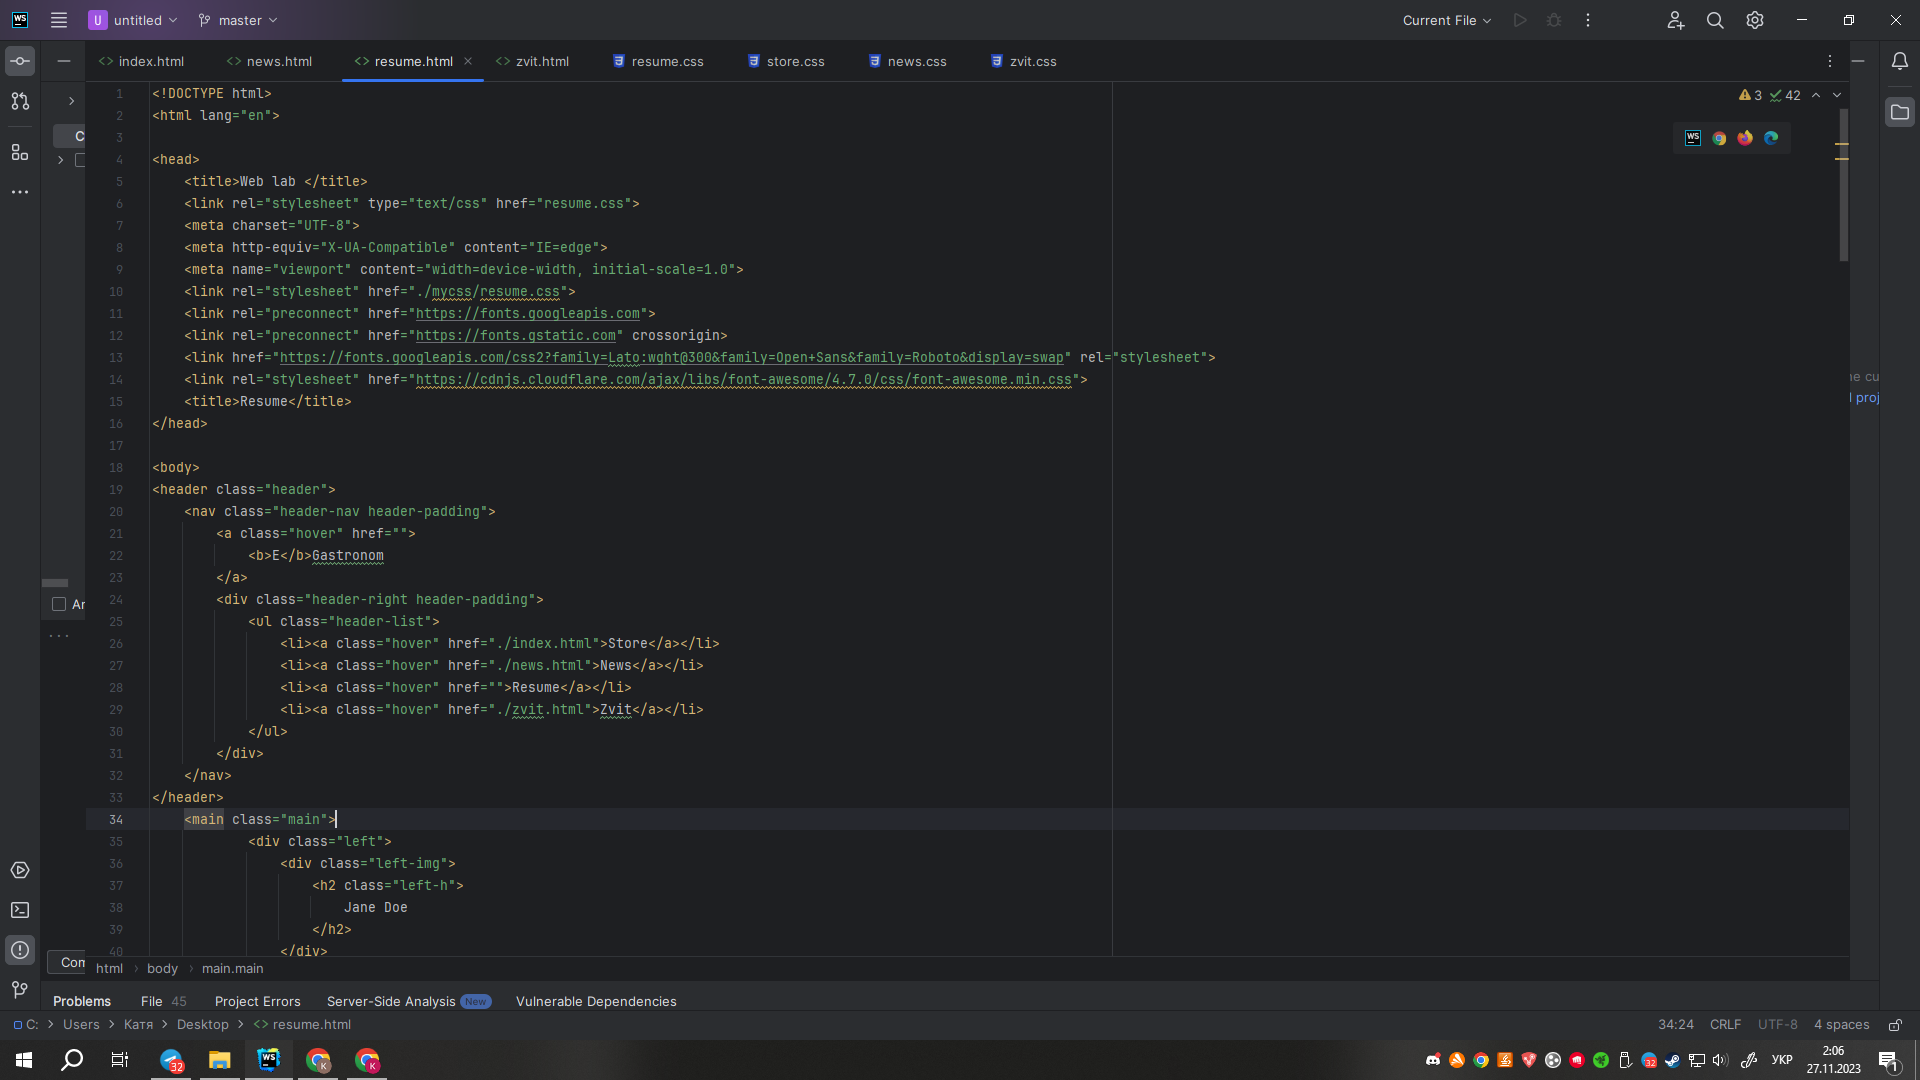 WS U untitled master Current File
index.html news.html resume.html zvit.html resume.css store.css news.css zvit.css
1 <!DOCTYPE html>
3 42
2 <html lang="en">
3
4 <head>
5 <title>Web lab </title>
6 <link rel="stylesheet" type="text/css" href="resume.css">
7 <meta charset="UTF-8">
8 <meta http-equiv="X-UA-Compatible" content="IE=edge">
9 <meta name="viewport" content="width=device-width, initial-scale=1.0">
10 <link rel="stylesheet" href="./mycss/resume.css">
11 <link rel="preconnect" href="https://fonts.googleapis.com">
12 <link rel="preconnect" href="https://fonts.gstatic.com" crossorigin>
13 <link href="https://fonts.googleapis.com/css2?family=Lato:wght@300&family=Open+Sans&family=Roboto&display=swap" rel="stylesheet">
14 <link rel="stylesheet" href="https://cdnjs.cloudflare.com/ajax/libs/font-awesome/4.7.0/css/font-awesome.min.css">
15 <title>Resume</title>
16 </head>
17
18 <body>
19 <header class="header">
20 <nav class="header-nav header-padding">
21 <a class="hover" href="">
22 <b>E</b>Gastronom
23 </a>
24 <div class="header-right header-padding">
25 <ul class="header-list">
26 <li><a class="hover" href="./index.html">Store</a></li>
27 <li><a class="hover" href="./news.html">News</a></li>
28 <li><a class="hover" href="">Resume</a></li>
29 <li><a class="hover" href="./zvit.html">Zvit</a></li>
30 </ul>
31 </div>
32 </nav>
33 </header>
34 <main class="main">
35 <div class="left">
36 <div class="left-img">
37 <h2 class="left-h">
38 Jane Doe
39 </h2>
40 </div>
html body main.main
Problems File 45 Project Errors Server-Side Analysis New Vulnerable Dependencies
C: Users Катя Desktop resume.html 34:24 CRLF UTF-8 4 spaces
УКР 2:06
27.11.2023